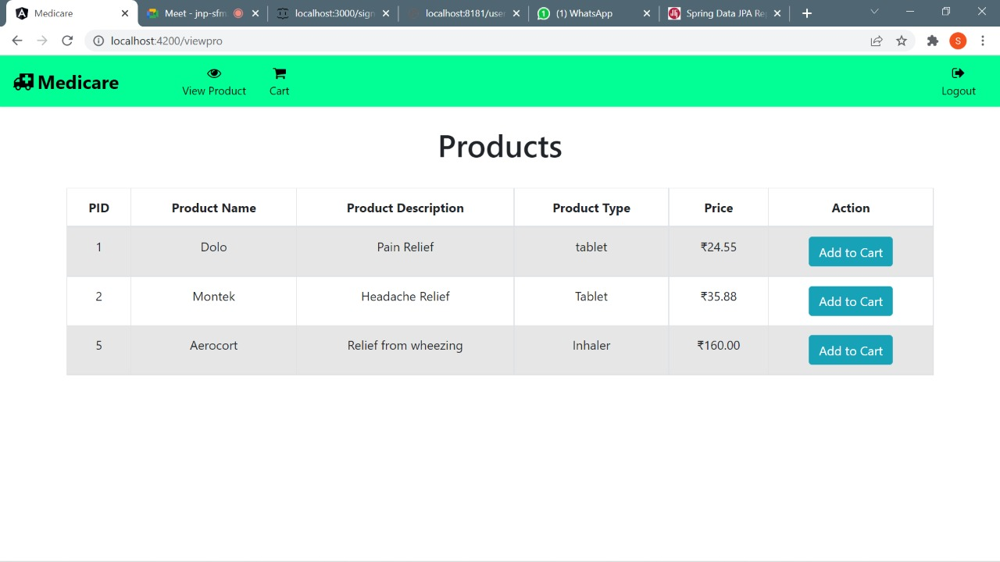 Medicare
Meet - jnp-sfm
localhost:3000/sign
localhost:8181/user
(1) WhatsApp
Spring Data JPA Re
localhost:4200/viewpro
S
Medicare
View Product
Cart
Logout
Products
PID Product Name Product Description Product Type Price Action
1 Dolo Pain Relief tablet ₹24.55 Add to Cart
2 Montek Headache Relief Tablet ₹35.88 Add to Cart
5 Aerocort Relief from wheezing Inhaler ₹160.00 Add to Cart